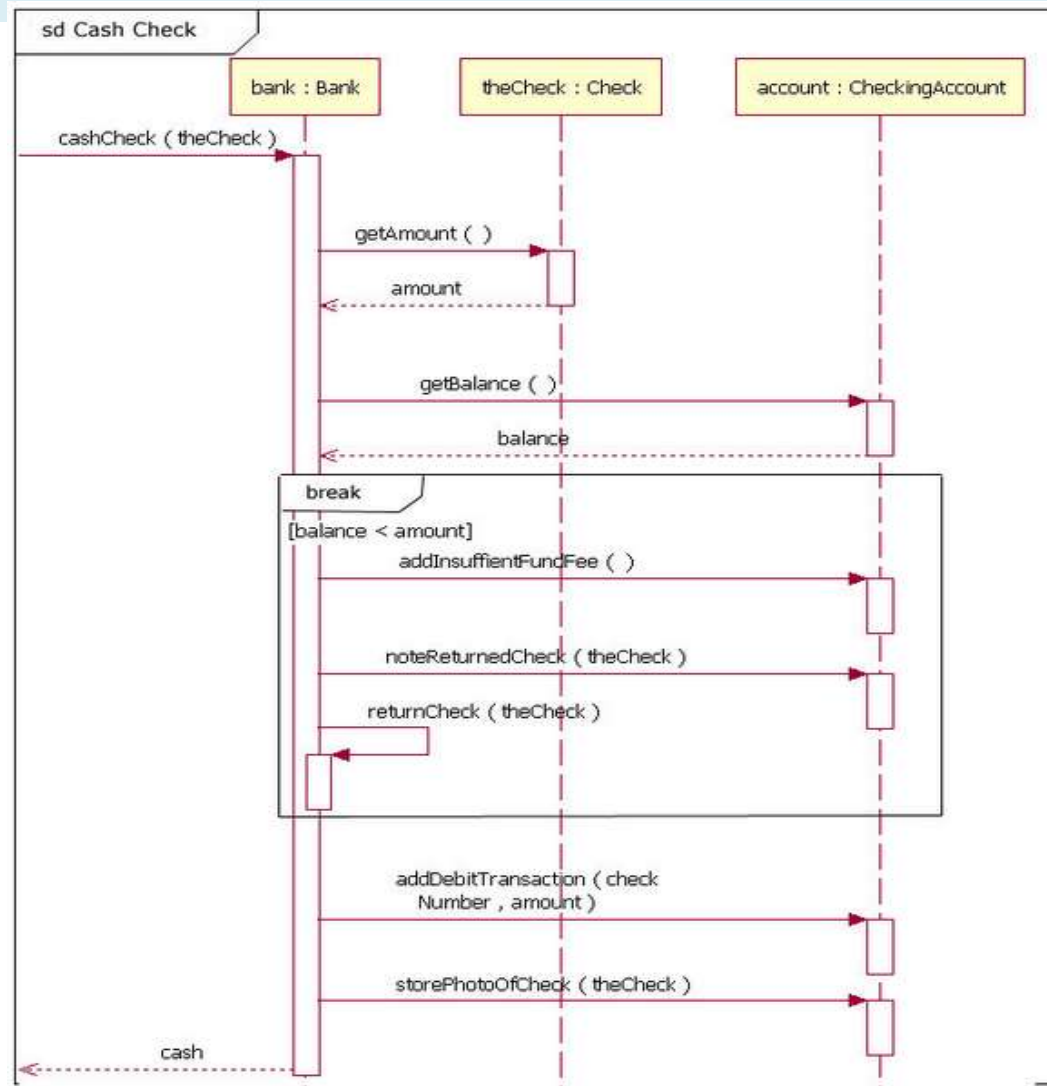 sd Cash Check
bank : Bank
theCheck : Check
account : CheckingAccount
cashCheck ( theCheck )
getAmount ( )
amount
getBalance ( )
balance
break
[balance < amount]
addInsuffientFundFee ( )
noteReturnedCheck ( theCheck )
returnCheck ( theCheck )
addDebitTransaction ( check
Number , amount )
storePhotoOfCheck ( theCheck )
cash